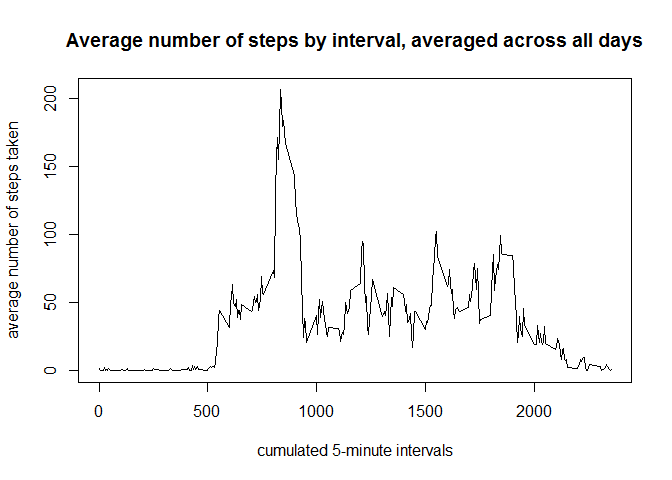 Average number of steps by interval, averaged across all days
average number of steps taken
200
150
100
50
0
0 500 1000 1500 2000
cumulated 5-minute intervals